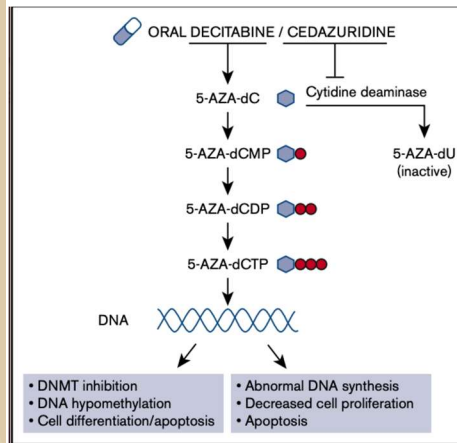 ORAL DECITABINE / CEDAZURIDINE
5-AZA-dC
Cytidine deaminase
5-AZA-dCMP
5-AZA-dU
(inactive)
5-AZA-dCDP
5-AZA-dCTP
DNA
• DNMT inhibition
• DNA hypomethylation
• Cell differentiation/apoptosis
• Abnormal DNA synthesis
• Decreased cell proliferation
• Apoptosis